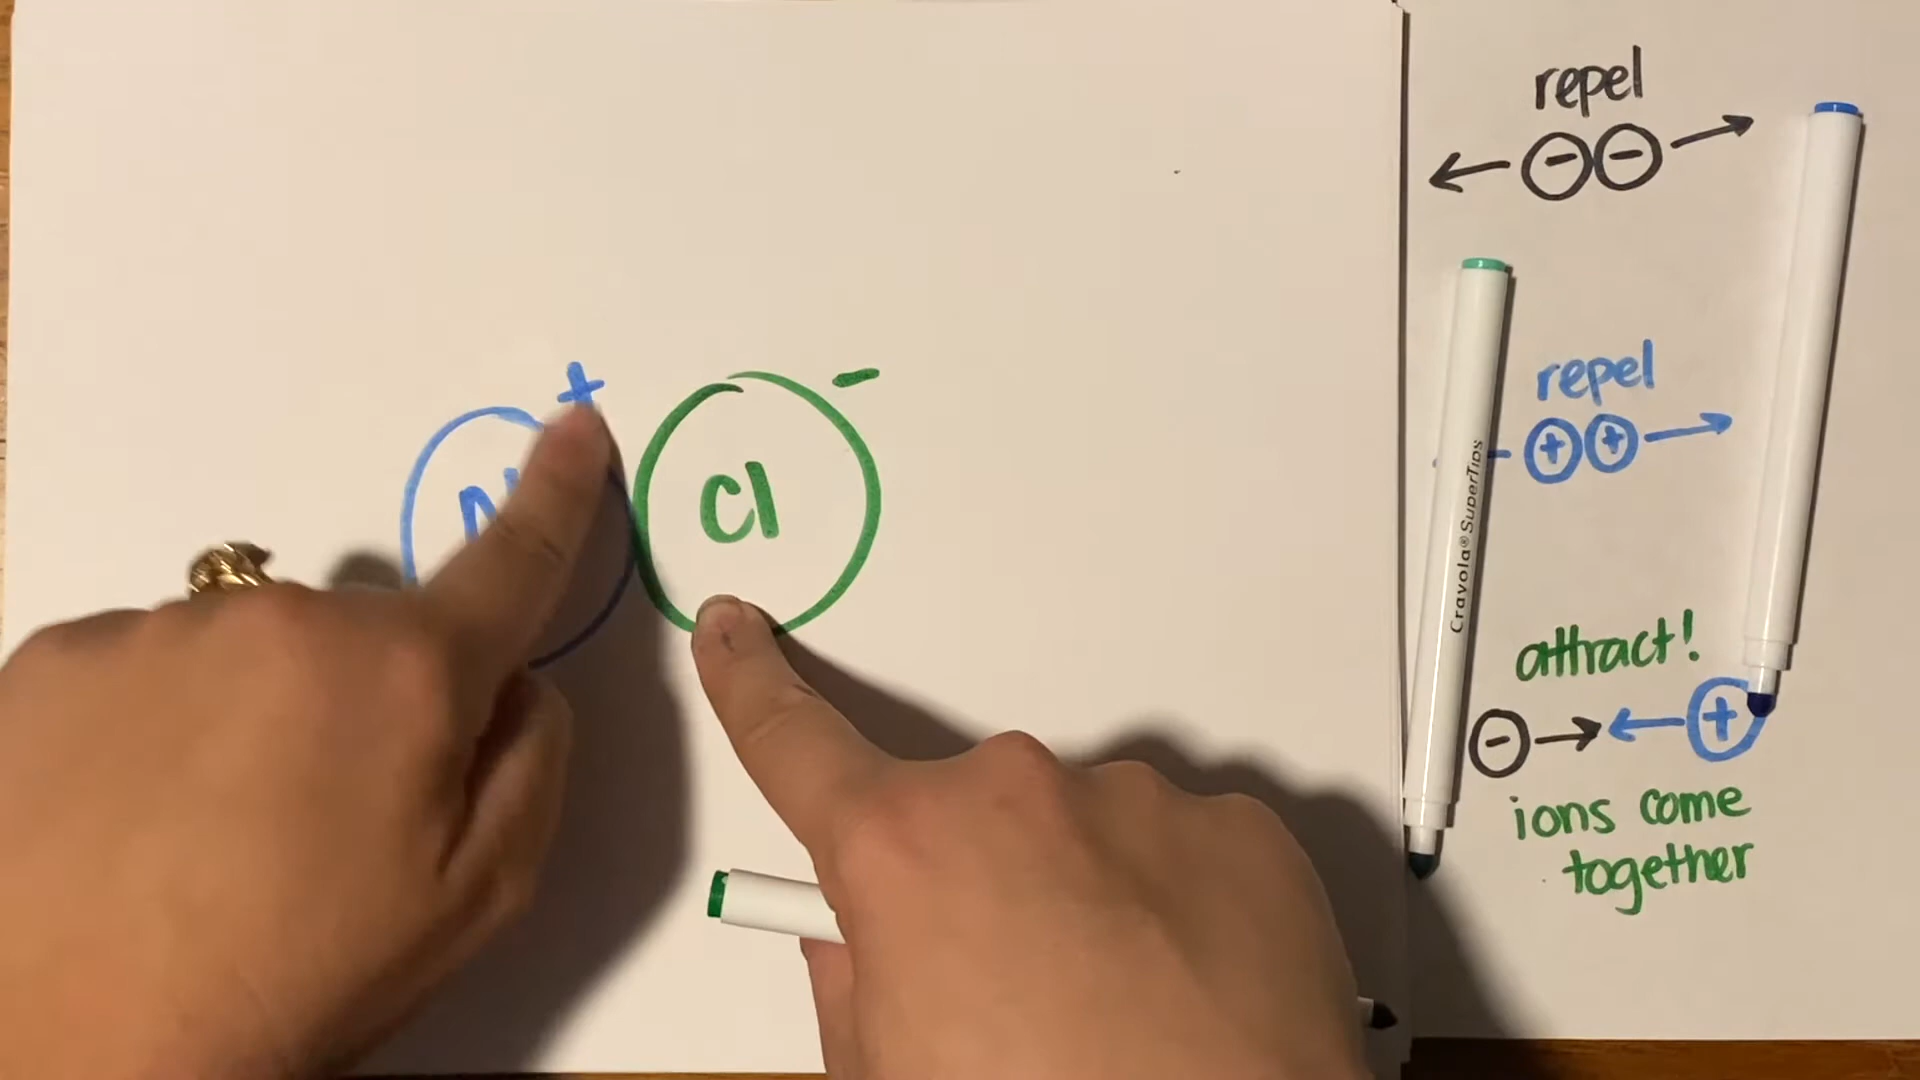 +
Cl -
repel
- -
Crayola® SuperTips
repel
+ +
attract!
- +
ions come
together